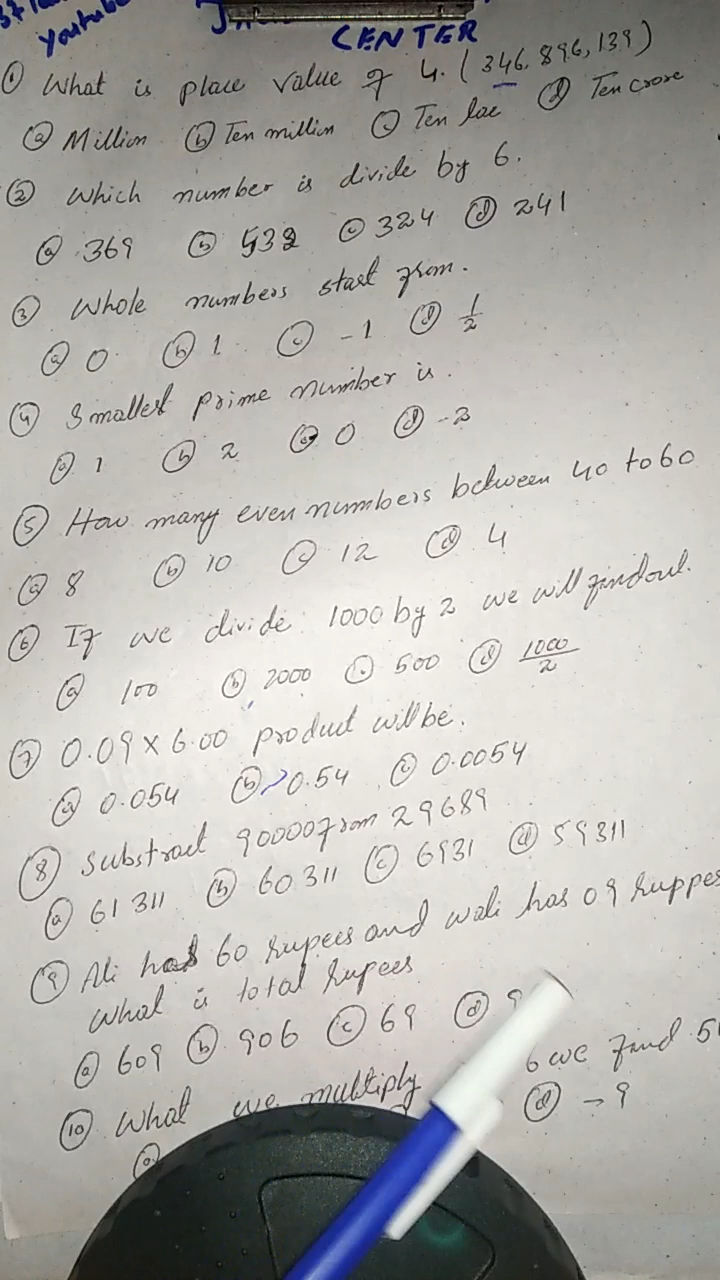 Youtube
CENTER
① What is place value of 4. (346,896,139)
ⓐ Million ⓑ Ten million ⓒ Ten lac ⓓ Ten crore
② Which number is divide by 6.
ⓐ 369 ⓑ 532 ⓒ 324 ⓓ 241
③ Whole numbers start from.
ⓐ 0 ⓑ 1 ⓒ -1 ⓓ 1/2
④ Smallest prime number is.
ⓐ 1 ⓑ 2 ⓒ 0 ⓓ -2
⑤ How many even numbers between 40 to 60
ⓐ 8 ⓑ 10 ⓒ 12 ⓓ 4
⑥ If we divide 1000 by 2 we will findout.
ⓐ 100 ⓑ 2000 ⓒ 500 ⓓ 1000/2
⑦ 0.09 × 6.00 product will be.
ⓐ 0.054 ⓑ 0.54 ⓒ 0.0054
⑧ Substract 90000 from 29689
ⓐ 61311 ⓑ 60311 ⓒ 6931 ⓓ 59311
⑨ Ali has 60 rupees and wali has 09 ruppes
what is total rupees
ⓐ 609 ⓑ 906 ⓒ 69 ⓓ 9
⑩ What we multiply 6 we find 5
ⓐ ⓓ -9